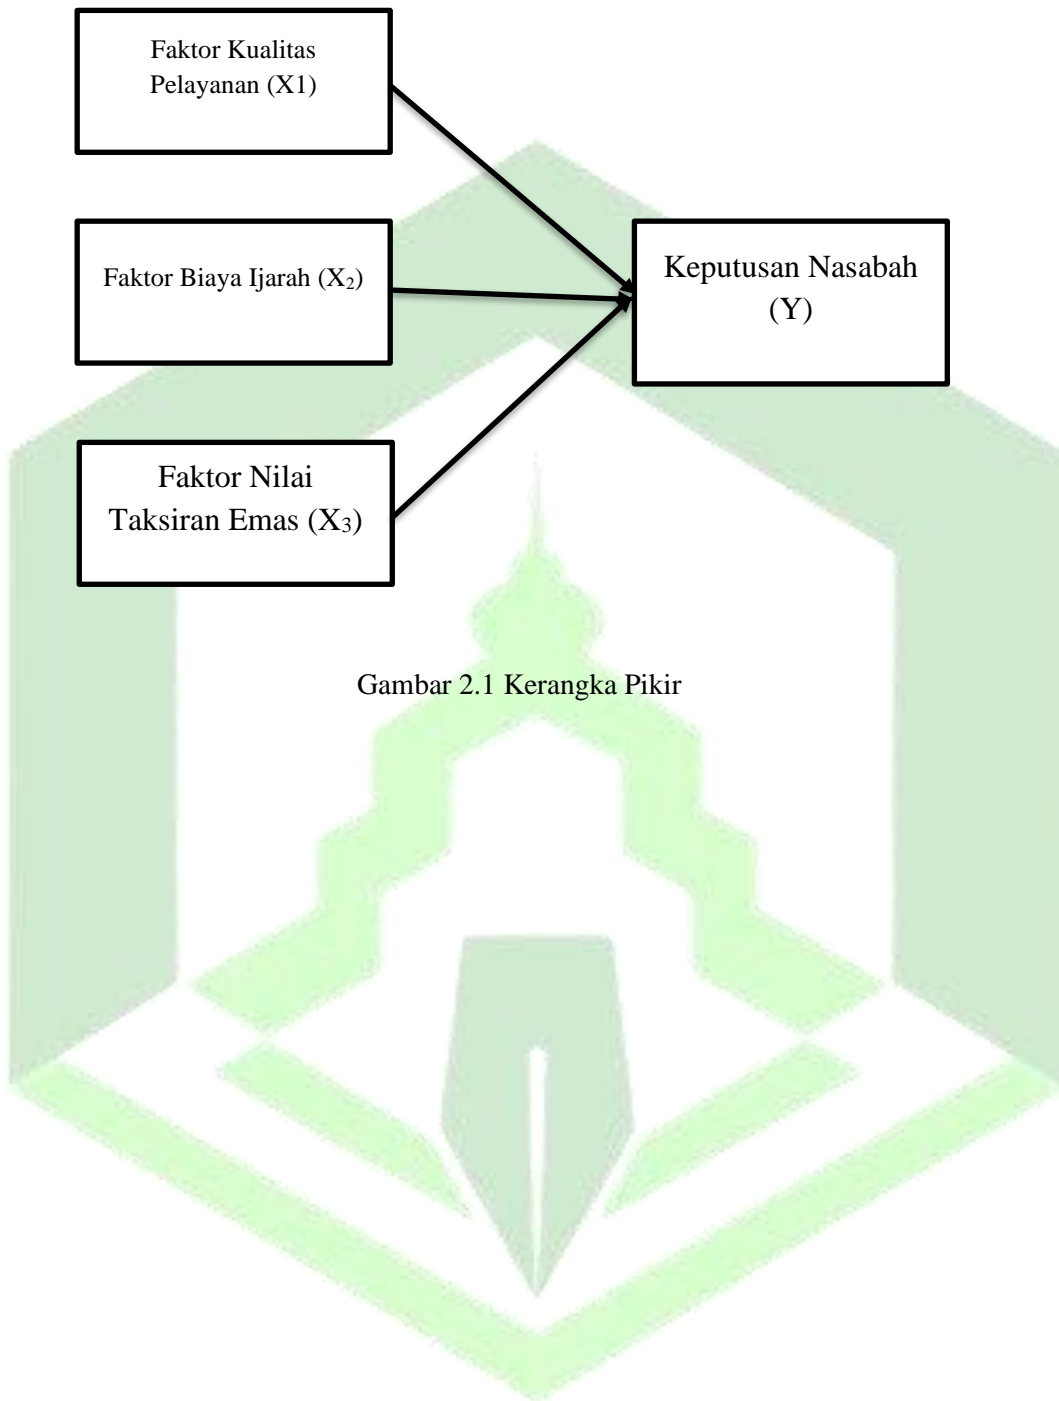 Faktor Kualitas
Pelayanan (X1)
Faktor Biaya Ijarah (X₂)
Keputusan Nasabah
(Y)
Faktor Nilai
Taksiran Emas (X₃)
Gambar 2.1 Kerangka Pikir